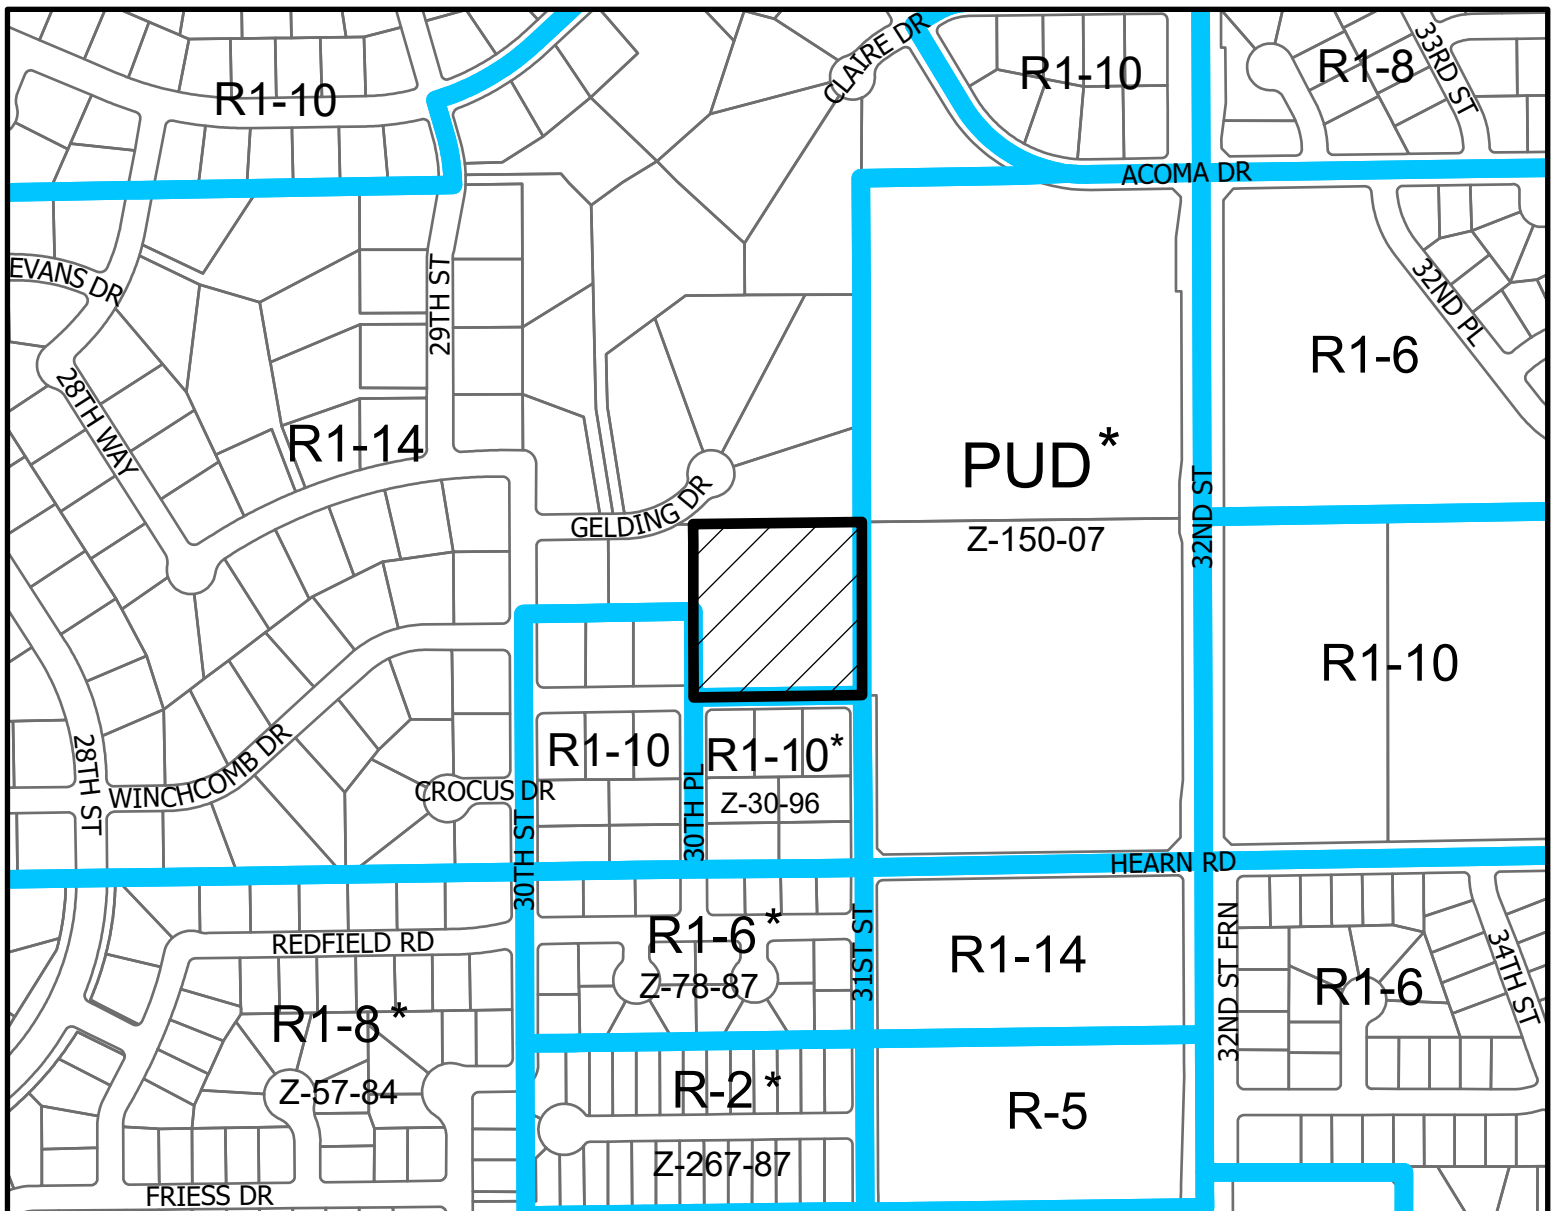 CLAIRE DR
33RD ST
R1-8
R1-10
R1-10
ACOMA DR
EVANS DR
29TH ST
32ND PL
R1-6
28TH WAY
R1-14
PUD*
GELDING DR
32ND ST
Z-150-07
R1-10
28TH ST
WINCHCOMB DR
CROCUS DR
R1-10
R1-10*
Z-30-96
30TH ST
30TH PL
HEARN RD
REDFIELD RD
R1-6*
Z-78-87
31ST ST
R1-14
32ND ST FRN
R1-6
34TH ST
R1-8*
Z-57-84
R-2*
R-5
Z-267-87
FRIESS DR